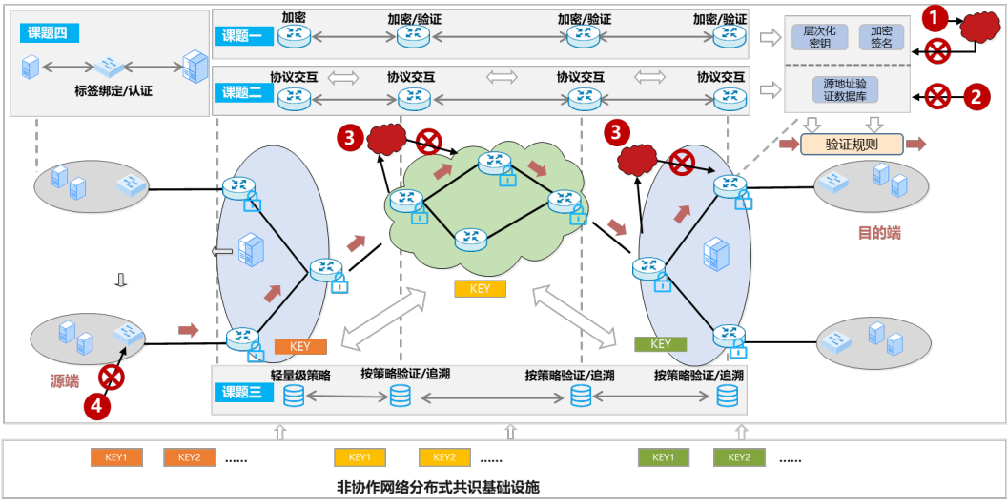 课题四
标签绑定/认证
课题一
加密
加密/验证
加密/验证
加密/验证
课题二
协议交互
协议交互
协议交互
协议交互
层次化
密钥
加密
签名
源地址验
证数据库
1
2
3
3
验证规则
目的端
KEY
KEY
KEY
源端
4
课题三
轻量级策略
按策略验证/追溯
按策略验证/追溯
按策略验证/追溯
KEY1
KEY2
……
KEY1
KEY2
……
KEY1
KEY2
……
非协作网络分布式共识基础设施